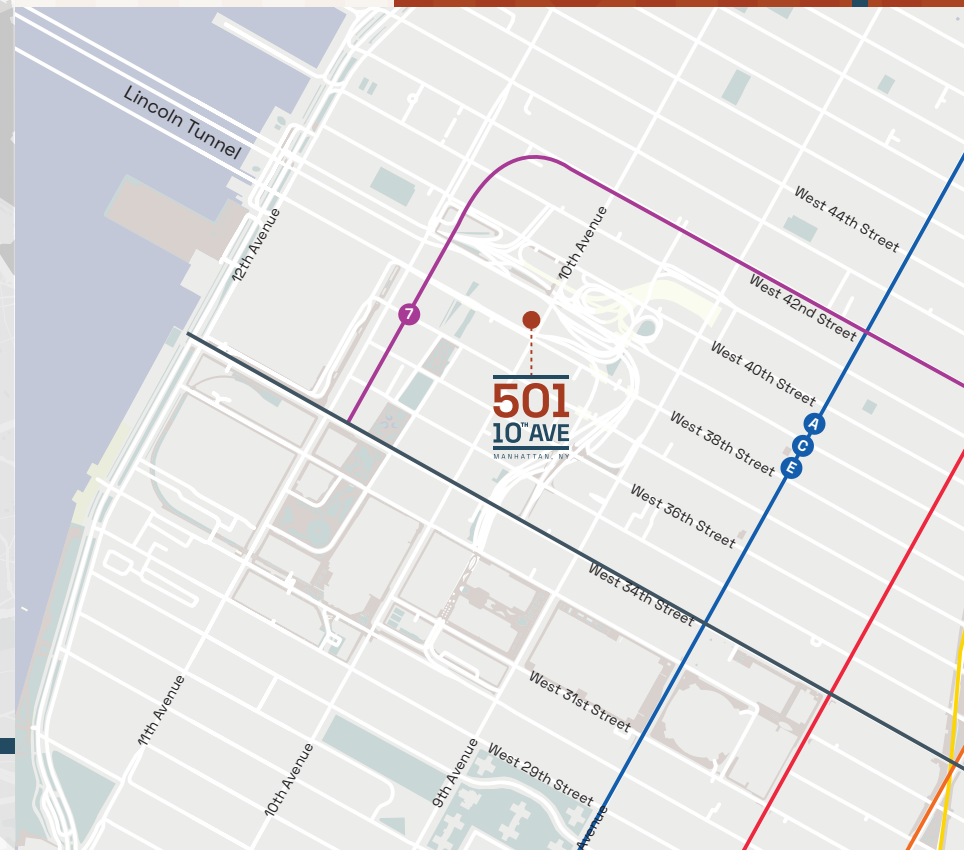 Lincoln Tunnel
12th Avenue
10th Avenue
West 44th Street
West 42nd Street
7
West 40th Street
501
10TH AVE
MANHATTAN, NY
A
C
E
West 38th Street
West 36th Street
West 34th Street
West 31st Street
11th Avenue
10th Avenue
9th Avenue
West 29th Street
Avenue